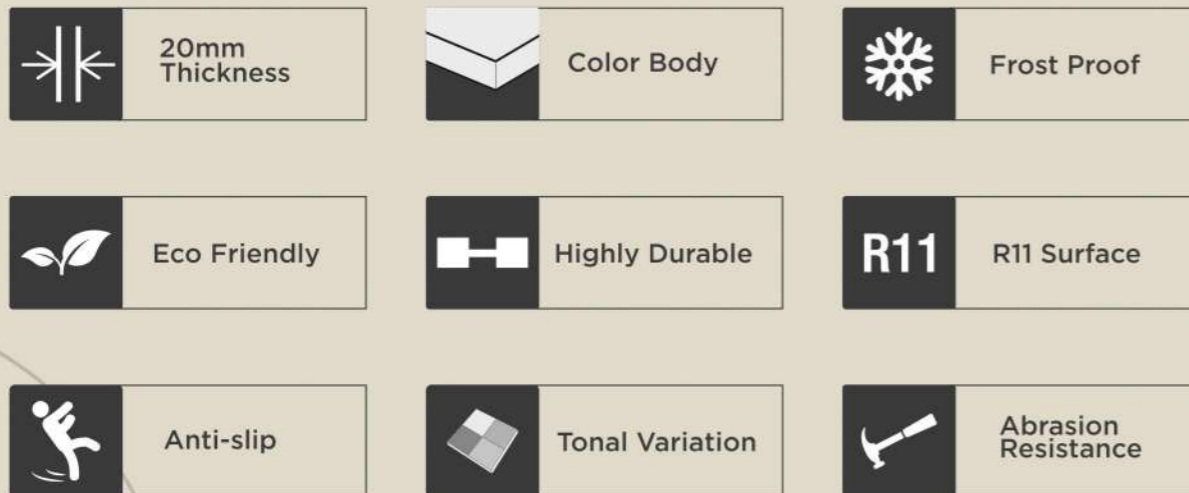 20mm
Thickness
Color Body
Frost Proof
Eco Friendly
Highly Durable
R11
R11 Surface
Anti-slip
Tonal Variation
Abrasion
Resistance